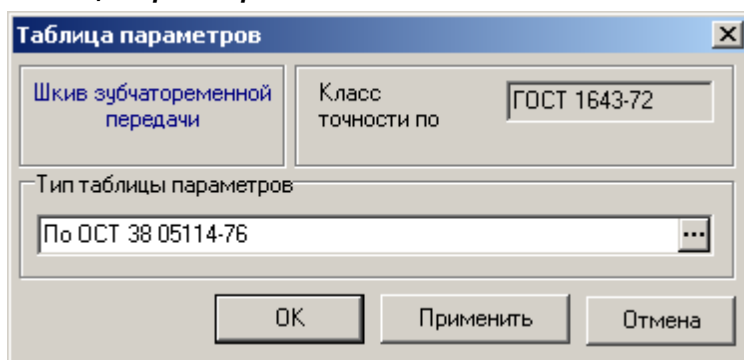 Таблица параметров
Шкив зубчатоременной
передачи
Класс
точности по
ГОСТ 1643-72
Тип таблицы параметров
По ОСТ 38 05114-76
...
OK
Применить
Отмена